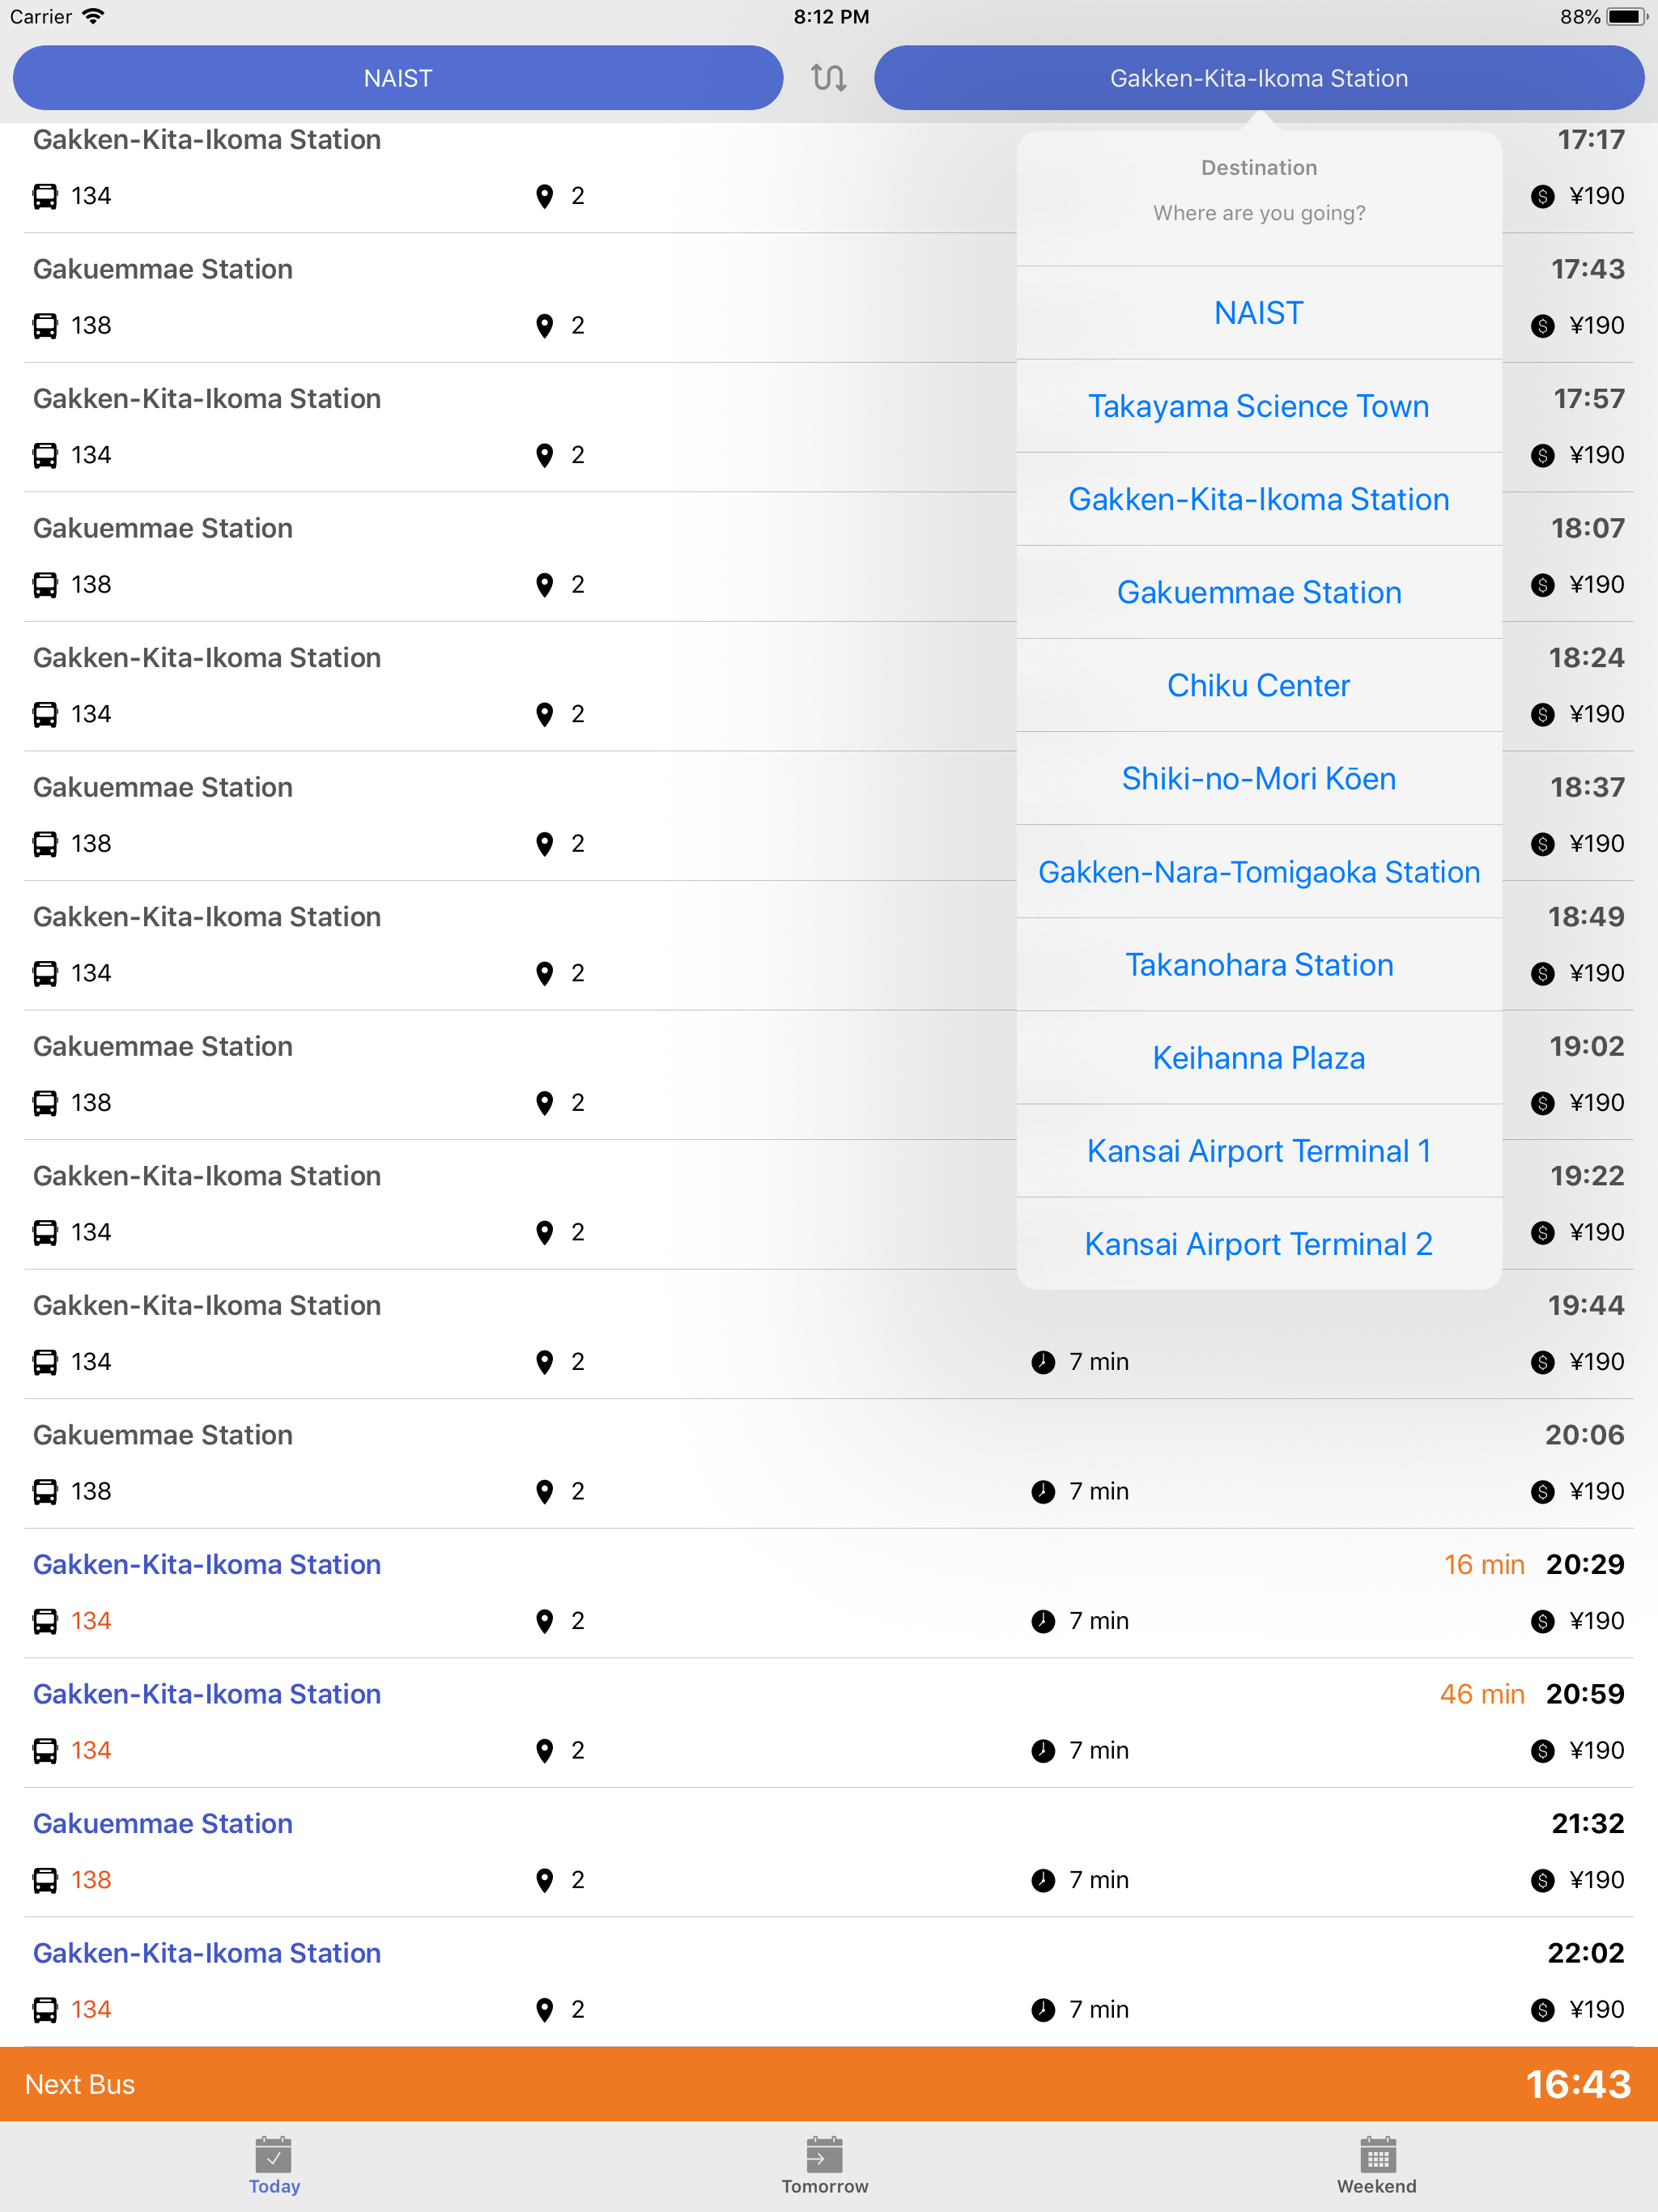 Carrier 8:12 PM 88%
NAIST Gakken-Kita-Ikoma Station
Gakken-Kita-Ikoma Station 17:17
134 2 ¥190
Gakuemmae Station 17:43
138 2 ¥190
Gakken-Kita-Ikoma Station 17:57
134 2 ¥190
Gakuemmae Station 18:07
138 2 ¥190
Gakken-Kita-Ikoma Station 18:24
134 2 ¥190
Gakuemmae Station 18:37
138 2 ¥190
Gakken-Kita-Ikoma Station 18:49
134 2 ¥190
Gakuemmae Station 19:02
138 2 ¥190
Gakken-Kita-Ikoma Station 19:22
134 2 ¥190
Destination
Where are you going?
NAIST
Takayama Science Town
Gakken-Kita-Ikoma Station
Gakuemmae Station
Chiku Center
Shiki-no-Mori Kōen
Gakken-Nara-Tomigaoka Station
Takanohara Station
Keihanna Plaza
Kansai Airport Terminal 1
Kansai Airport Terminal 2
Gakken-Kita-Ikoma Station 19:44
134 2 7 min ¥190
Gakuemmae Station 20:06
138 2 7 min ¥190
Gakken-Kita-Ikoma Station 16 min 20:29
134 2 7 min ¥190
Gakken-Kita-Ikoma Station 46 min 20:59
134 2 7 min ¥190
Gakuemmae Station 21:32
138 2 7 min ¥190
Gakken-Kita-Ikoma Station 22:02
134 2 7 min ¥190
Next Bus 16:43
Today Tomorrow Weekend